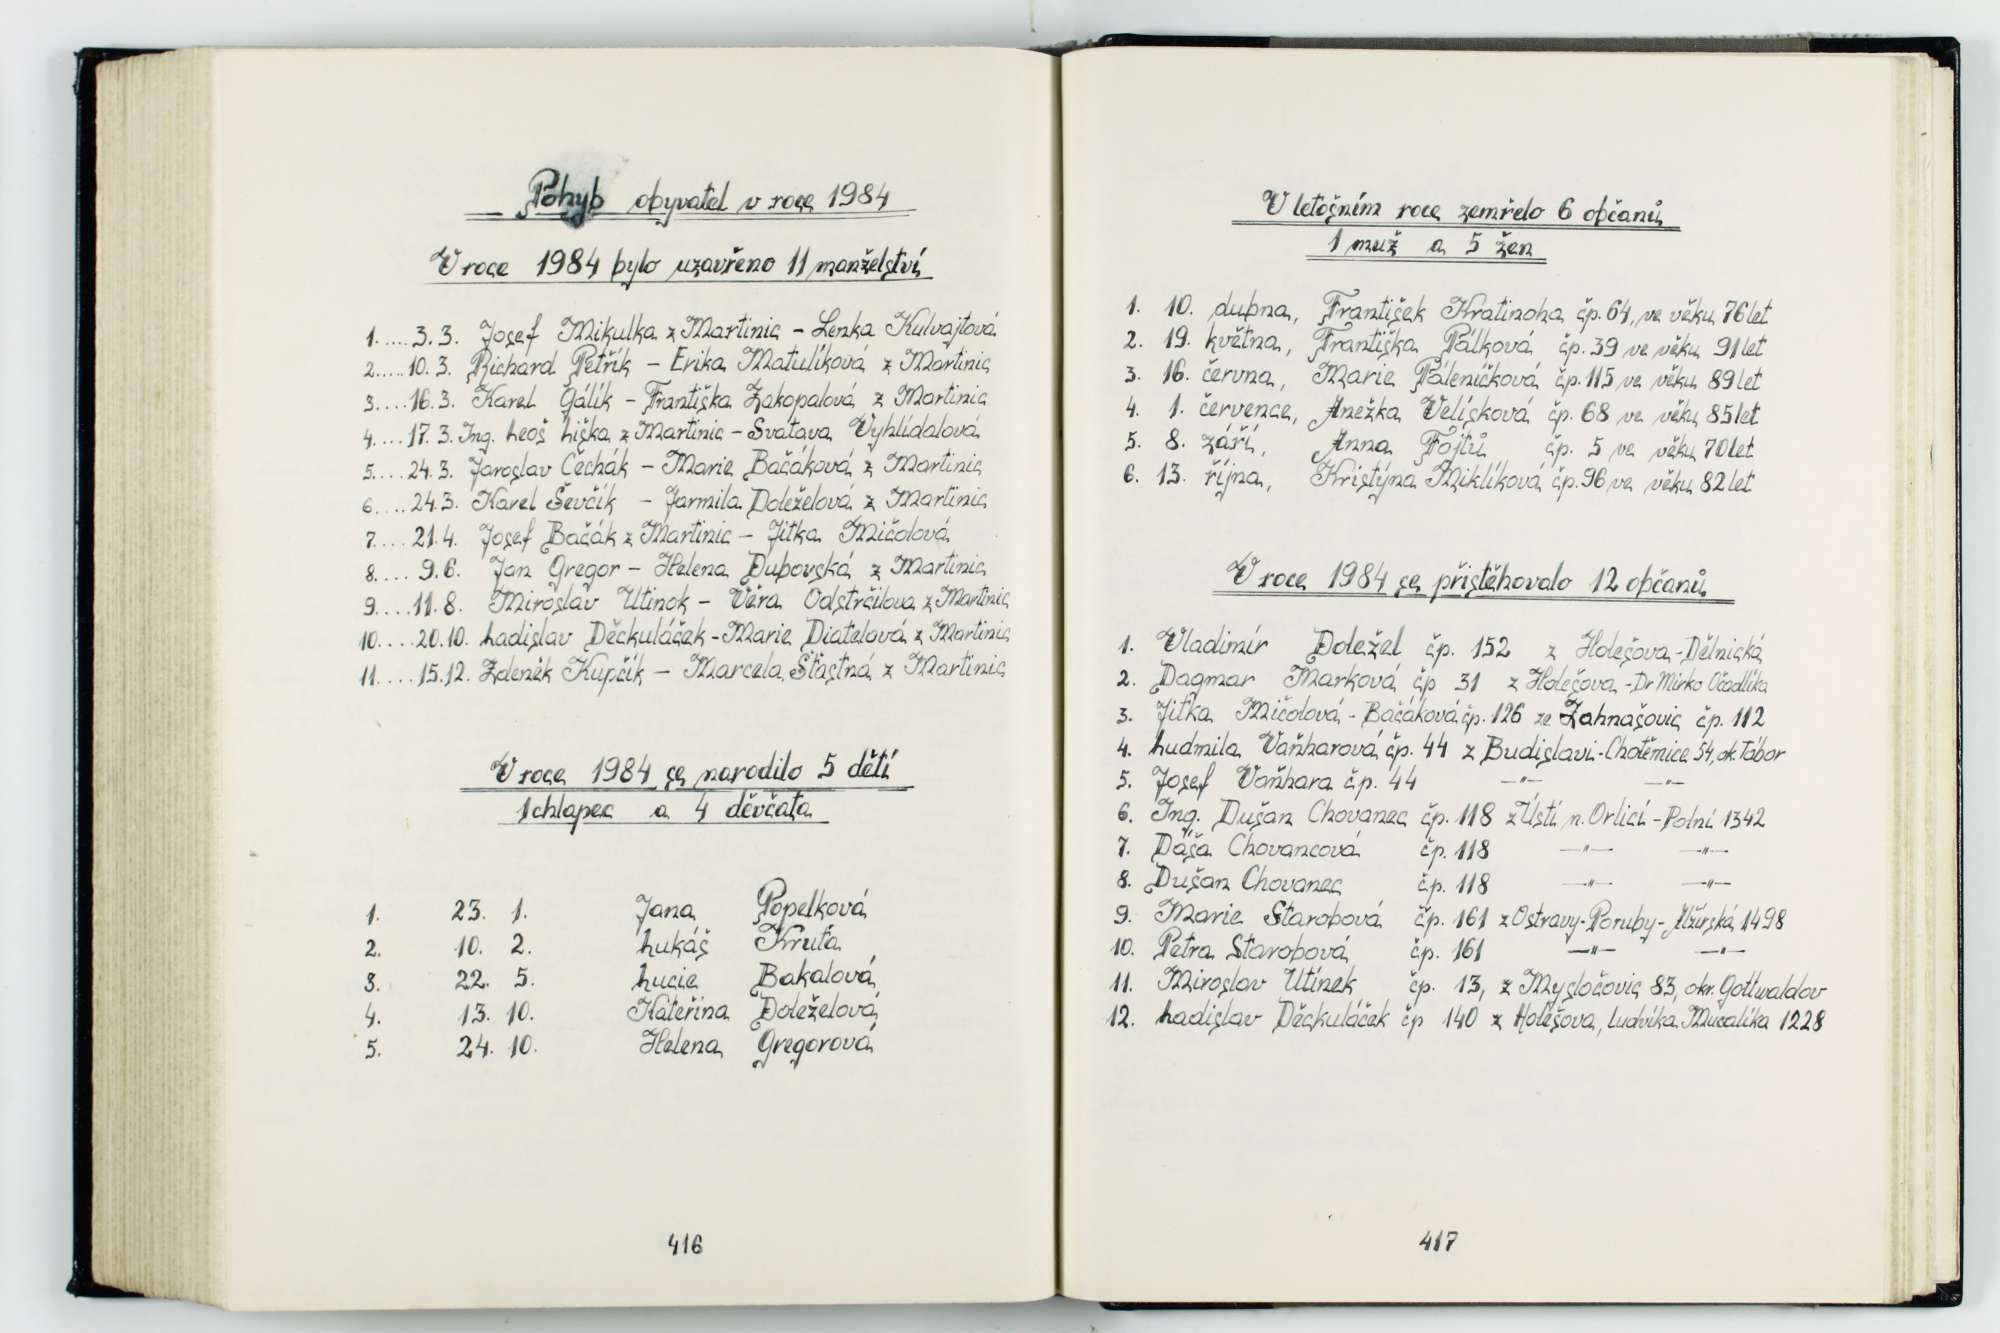 Pohyb obyvatel v roce 1984
V roce 1984 bylo uzavřeno 11 manželství
1.....3.3. Josef Mikulka z Martinic - Lenka Kulvajtová
2.....10.3. Richard Petřík - Erika Matulíková z Martinic
3....16.3. Karel Gálík - Františka Zakopalová z Martinic
4....17.3. Ing. Leoš Liška z Martinic - Svatava Vyhlídalová
5....24.3. Jaroslav Čechák - Marie Bačáková z Martinic
6....24.3. Karel Ševčík - Jarmila Doleželová z Martinic
7....21.4. Josef Bačák z Martinic - Jitka Mičolová
8....9.6. Jan Gregor - Helena Dubovská z Martinic
9....11.8. Miroslav Utinek - Věra Odstrčilova z Martinic
10....20.10. Ladislav Děckuláček - Marie Diatelová z Martinic
11....15.12. Zdeněk Kupčík - Marcela Šťastná z Martinic
V roce 1984 se narodilo 5 dětí
1 chlapec a 4 děvčata
1. 23. 1. Jana Popelková
2. 10. 2. Lukáš Kruťa
3. 22. 5. Lucie Bakalová
4. 13. 10. Kateřina Doleželová
5. 24. 10. Helena Gregorová
416
V letošním roce zemřelo 6 občanů
1 muž a 5 žen
1. 10. dubna, František Kratinoha čp. 64, ve věku 76 let
2. 19. května, Františka Pálková čp. 39 ve věku 91 let
3. 16. června, Marie Páleníčková čp. 115 ve věku 89 let
4. 1. července, Anežka Velísková čp. 68 ve věku 85 let
5. 8. září, Anna Fojtů čp. 5 ve věku 70 let
6. 13. října, Kristýna Miklíková čp. 96 ve věku 82 let
V roce 1984 se přistěhovalo 12 občanů
1. Vladimír Doležel čp. 152 z Holešova - Dělnická
2. Dagmar Marková čp 31 z Holešova - Dr Mirko Očadlíka
3. Jitka Mičolová - Bačáková čp. 126 ze Zahnašovic čp. 112
4. Ludmila Vaňharová čp. 44 z Budislavi - Chotěmice 54, ok. Tábor
5. Josef Vaňhara čp. 44 —"— —"—
6. Ing. Dušan Chovanec čp. 118 z Ústí n. Orlicí - Polní 1342
7. Dáša Chovancová čp. 118 —"— —"—
8. Dušan Chovanec čp. 118 —"— —"—
9. Marie Starobová čp. 161 z Ostravy - Poruby - Alžírská 1498
10. Petra Starobová čp. 161 —"— —"—
11. Miroslav Utínek čp. 13, z Mysločovic 83, okr. Gottwaldov
12. Ladislav Děckuláček čp 140 z Holešova, Ludvíka 1228
417